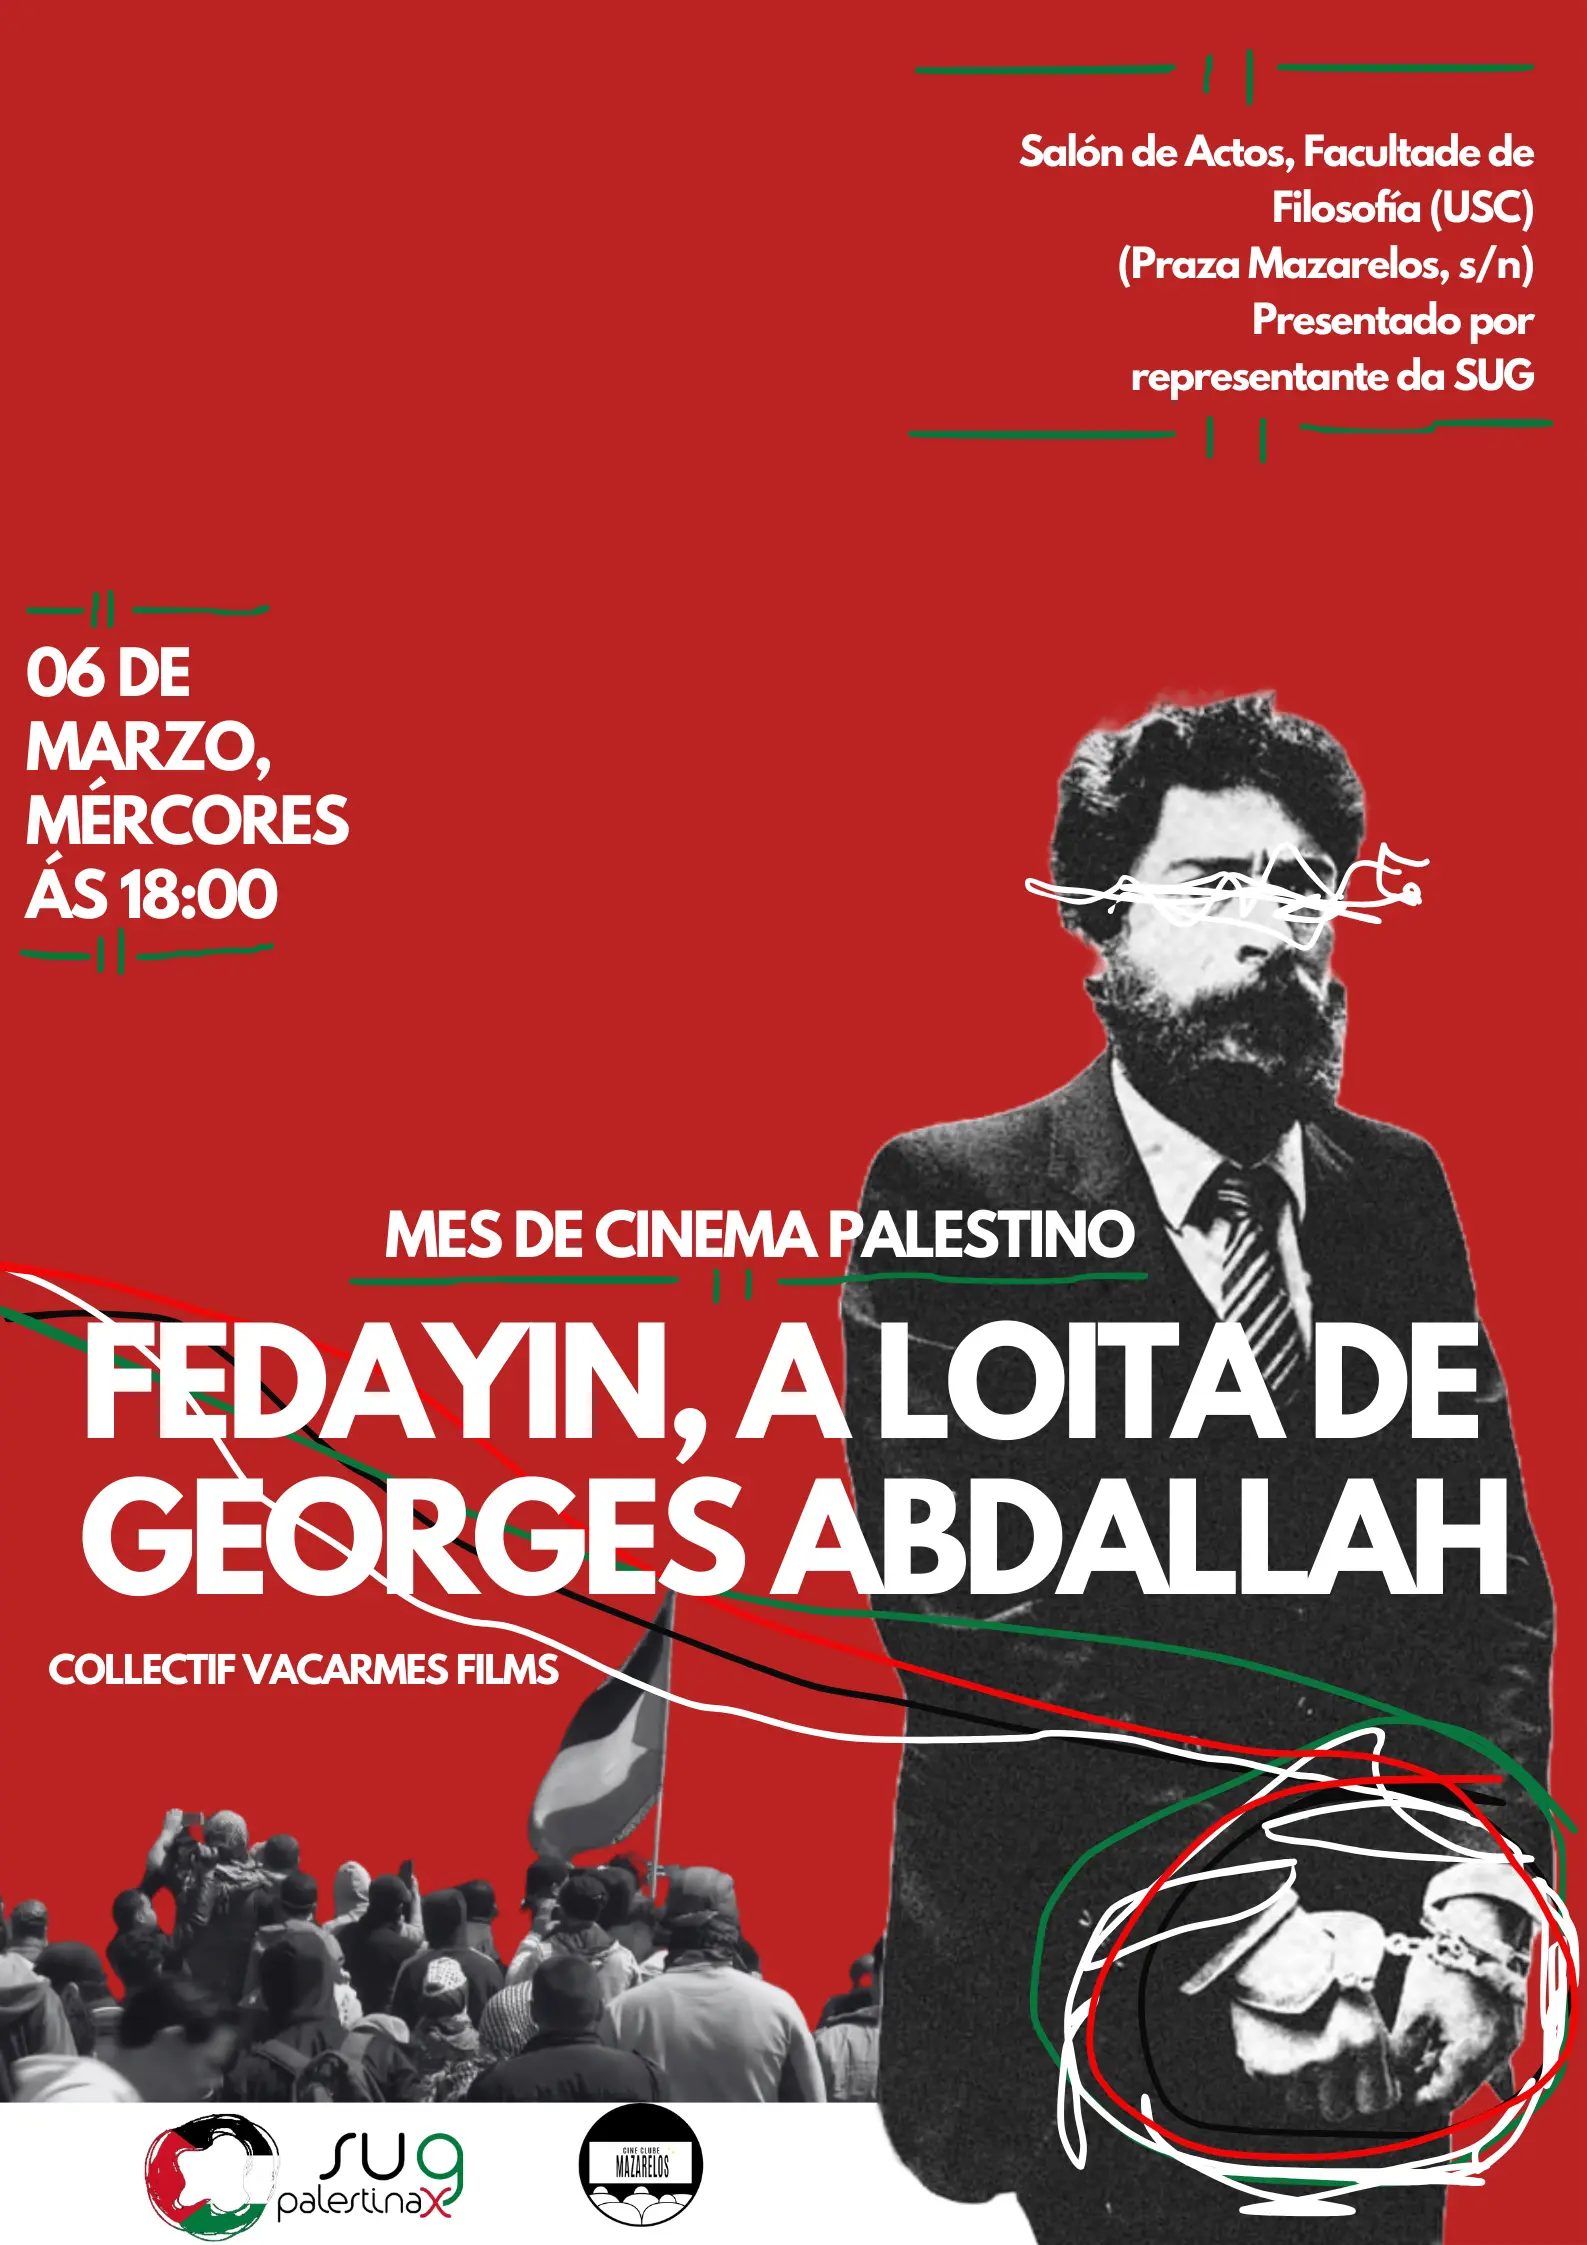 Salón de Actos, Facultade de
Filosofía (USC)
(Praza Mazarelos, s/n)
Presentado por
representante da SUG
06 DE
MARZO,
MÉRCORES
ÁS 18:00
MES DE CINEMA PALESTINO
FEDAYIN, A LOITA DE
GEORGES ABDALLAH
COLLECTIF VACARMES FILMS
sug
palestinax
CINE CLUBE
MAZARELOS